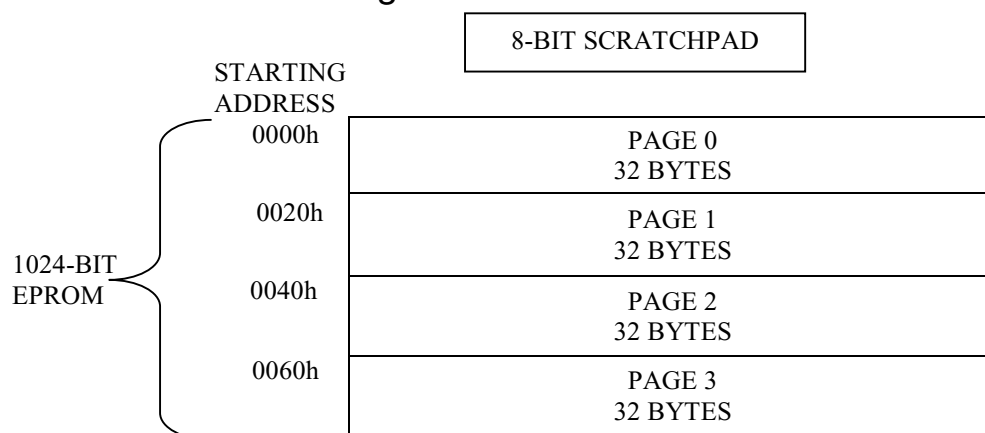 8-BIT SCRATCHPAD
STARTING
ADDRESS
0000h
PAGE 0
32 BYTES
0020h
PAGE 1
32 BYTES
1024-BIT
EPROM
0040h
PAGE 2
32 BYTES
0060h
PAGE 3
32 BYTES